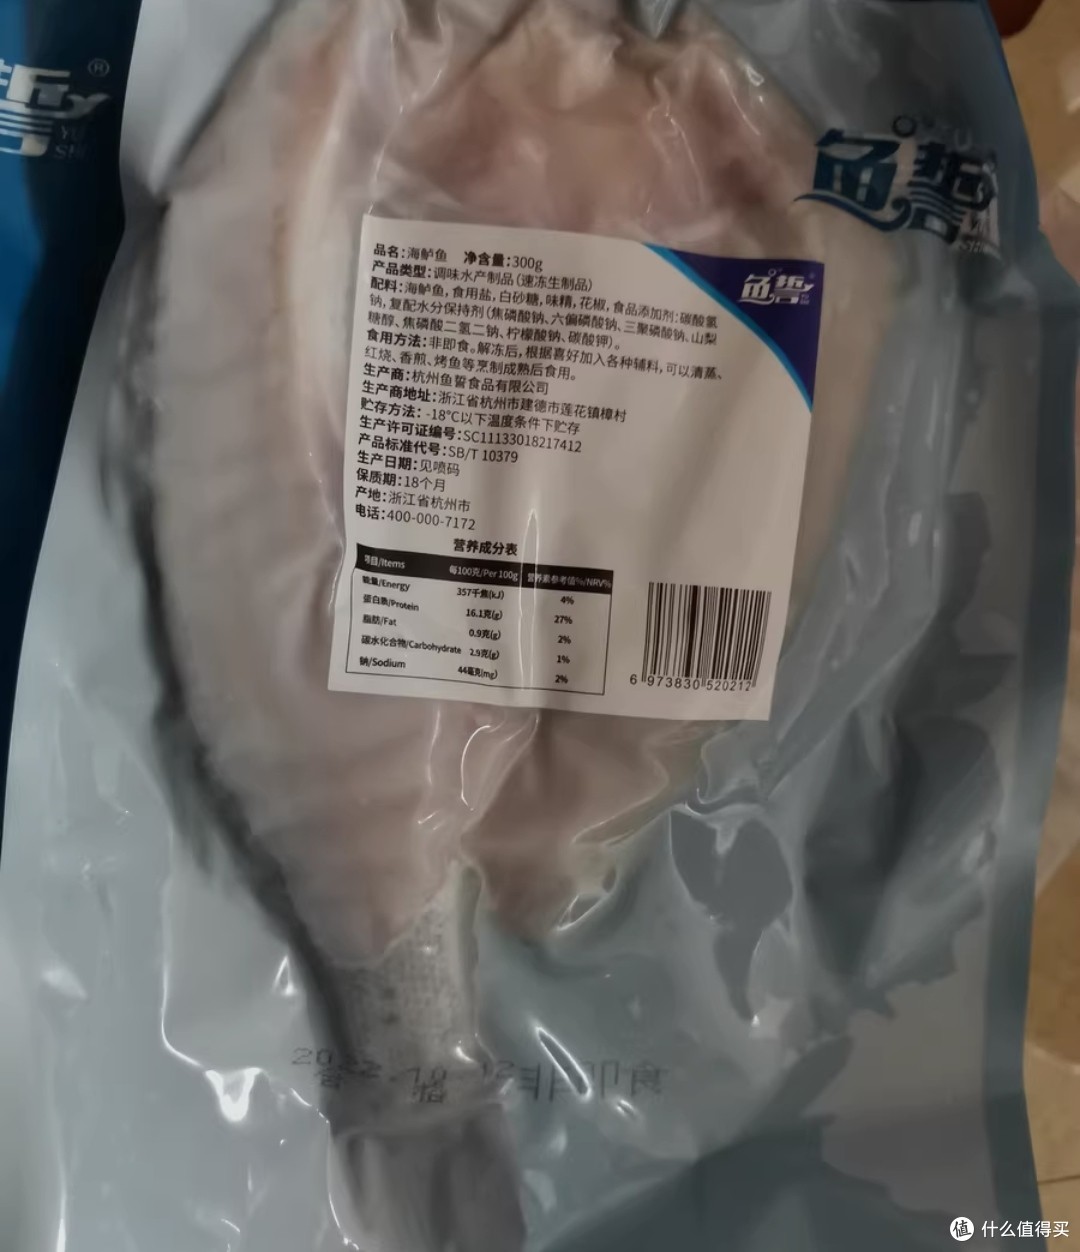 誓
®
YU
SHI
鱼誓
品名：海鲈鱼 净含量：300g
产品类型：调味水产制品（速冻生制品）
配料：海鲈鱼，食用盐，白砂糖，味精，花椒，食品添加剂：碳酸氢
钠，复配水分保持剂（焦磷酸钠、六偏磷酸钠、三聚磷酸钠、山梨
糖醇、焦磷酸二氢二钠、柠檬酸钠、碳酸钾）。
食用方法：非即食。解冻后，根据喜好加入各种辅料，可以清蒸、
红烧、香煎、烤鱼等烹制成熟后食用。
生产商：杭州鱼誓食品有限公司
生产商地址：浙江省杭州市建德市莲花镇樟村
贮存方法：-18°C以下温度条件下贮存
生产许可证编号：SC11133018217412
产品标准代号：SB/T 10379
生产日期：见喷码
保质期：18个月
产地：浙江省杭州市
电话：400-000-7172
鱼誓
营养成分表
项目/Items 每100克/Per 100g 营养素参考值%/NRV%
能量/Energy 357千焦(kJ) 4%
蛋白质/Protein 16.1克(g) 27%
脂肪/Fat 0.9克(g) 2%
碳水化合物/Carbohydrate 2.9克(g) 1%
钠/Sodium 44毫克(mg) 2%
6 973830 520212
非即食
值 什么值得买